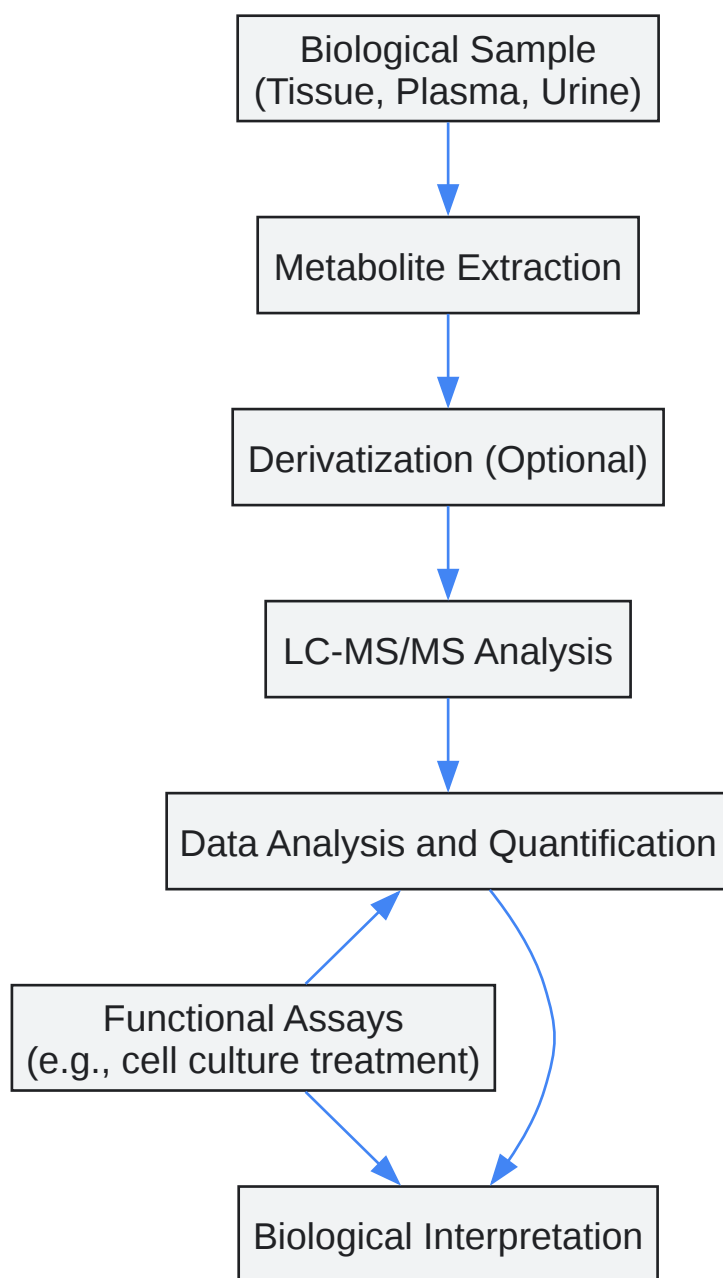 Biological Sample
(Tissue, Plasma, Urine)
Metabolite Extraction
Derivatization (Optional)
LC-MS/MS Analysis
Data Analysis and Quantification
Functional Assays
(e.g., cell culture treatment)
Biological Interpretation